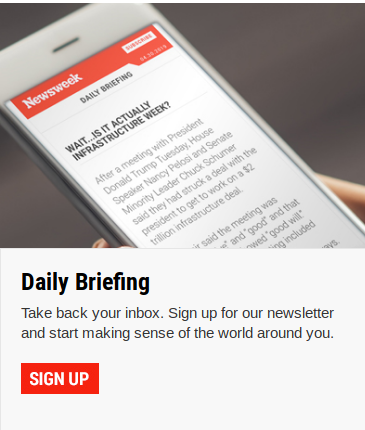 Newsweek
SUBSCRIBE
DAILY BRIEFING
WAIT...IS IT ACTUALLY
INFRASTRUCTURE WEEK?
After a meeting with President
Donald Trump Tuesday, House
Speaker Nancy Pelosi and Senate
Minority Leader Chuck Schumer
said they had struck a deal with the
president to get to work on a $2
trillion infrastructure deal.
said the meeting was
and "good" and that
"good will."
included
Daily Briefing
Take back your inbox. Sign up for our newsletter
and start making sense of the world around you.
SIGN UP